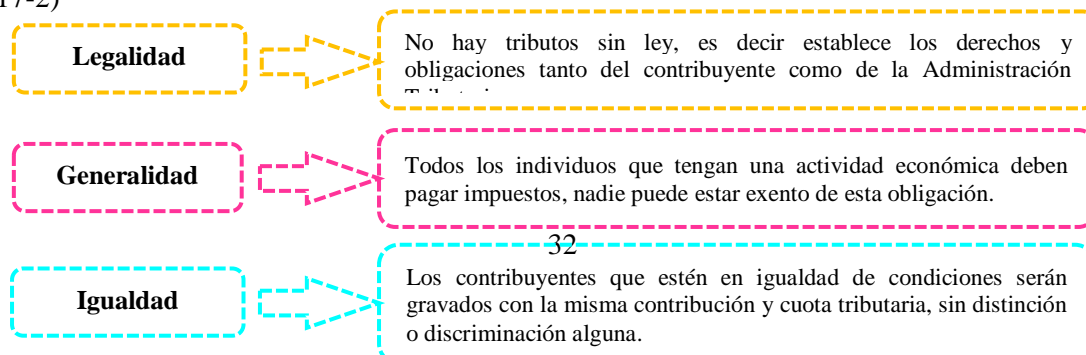 17-2)
Legalidad
No hay tributos sin ley, es decir establece los derechos y
obligaciones tanto del contribuyente como de la Administración
Generalidad
Todos los individuos que tengan una actividad económica deben
pagar impuestos, nadie puede estar exento de esta obligación.
32
Igualdad
Los contribuyentes que estén en igualdad de condiciones serán
gravados con la misma contribución y cuota tributaria, sin distinción
o discriminación alguna.